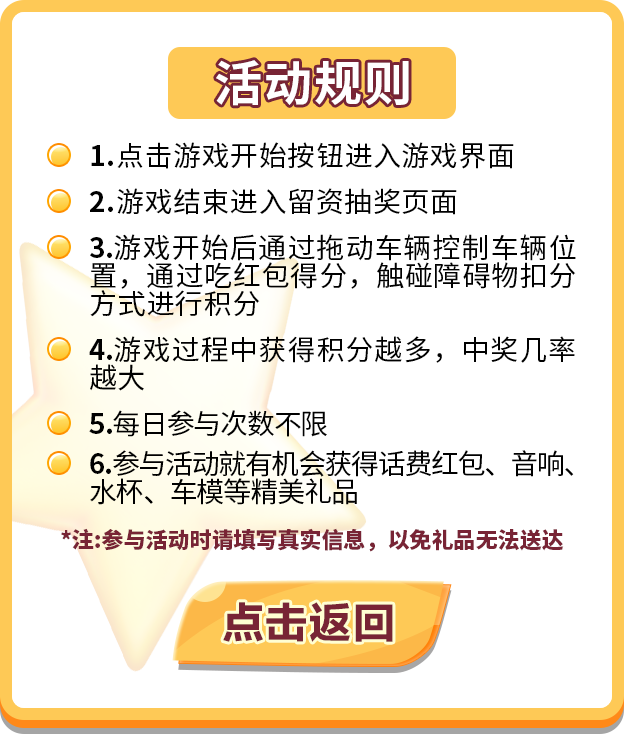 活动规则
1.点击游戏开始按钮进入游戏界面
2.游戏结束进入留资抽奖页面
3.游戏开始后通过拖动车辆控制车辆位
置，通过吃红包得分，触碰障碍物扣分
方式进行积分
4.游戏过程中获得积分越多，中奖几率
越大
5.每日参与次数不限
6.参与活动就有机会获得话费红包、音响、
水杯、车模等精美礼品
*注:参与活动时请填写真实信息，以免礼品无法送达
点击返回